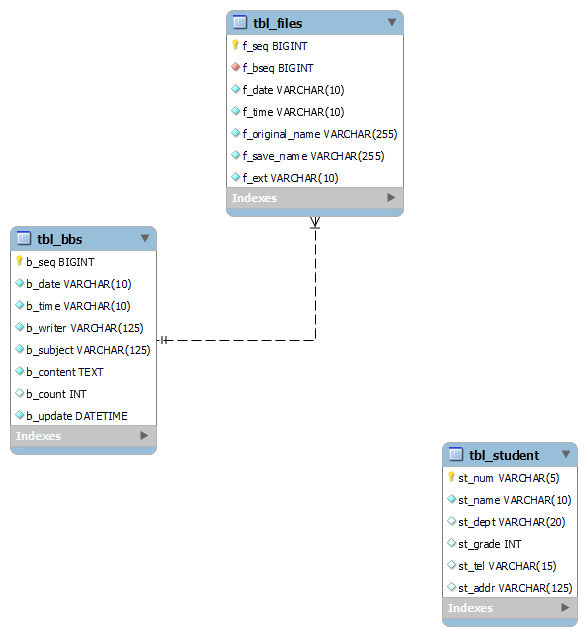 tbl_files
f_seq BIGINT
f_bseq BIGINT
f_date VARCHAR(10)
f_time VARCHAR(10)
f_original_name VARCHAR(255)
f_save_name VARCHAR(255)
f_ext VARCHAR(10)
Indexes
tbl_bbs
b_seq BIGINT
b_date VARCHAR(10)
b_time VARCHAR(10)
b_writer VARCHAR(125)
b_subject VARCHAR(125)
b_content TEXT
b_count INT
b_update DATETIME
Indexes
tbl_student
st_num VARCHAR(5)
st_name VARCHAR(10)
st_dept VARCHAR(20)
st_grade INT
st_tel VARCHAR(15)
st_addr VARCHAR(125)
Indexes